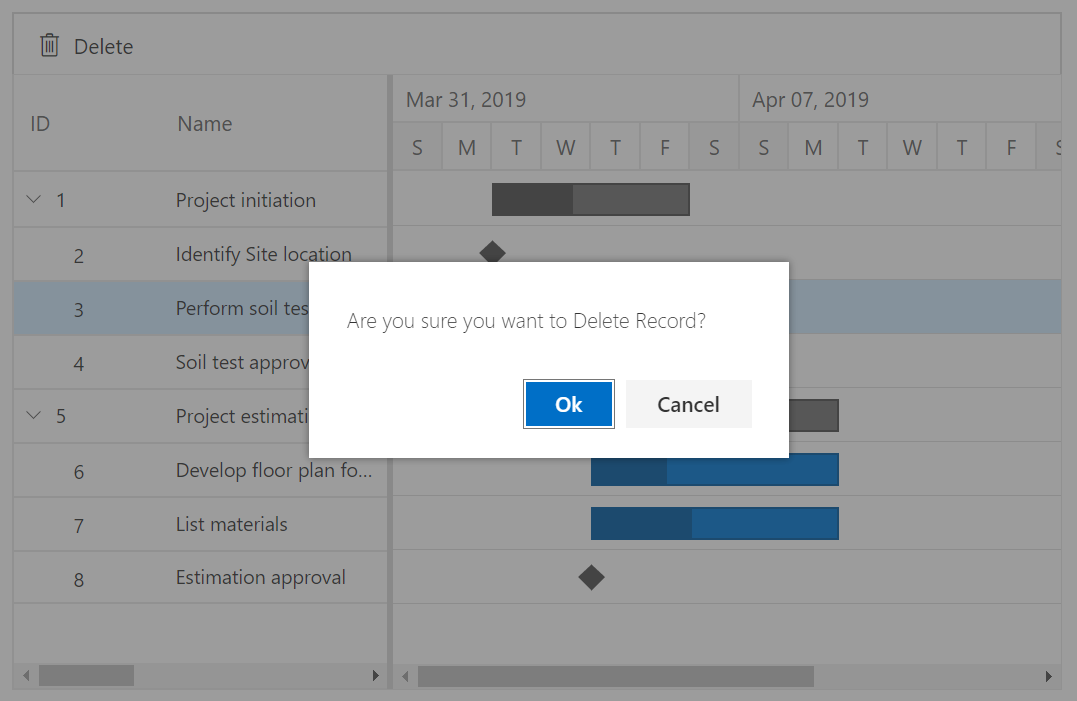 Delete
ID Name
Mar 31, 2019 Apr 07, 2019
S M T W T F S S M T W T F S
1 Project initiation
2 Identify Site location
3 Perform soil tes
4 Soil test approv
5 Project estimati
6 Develop floor plan fo...
7 List materials
8 Estimation approval
Are you sure you want to Delete Record?
Ok Cancel